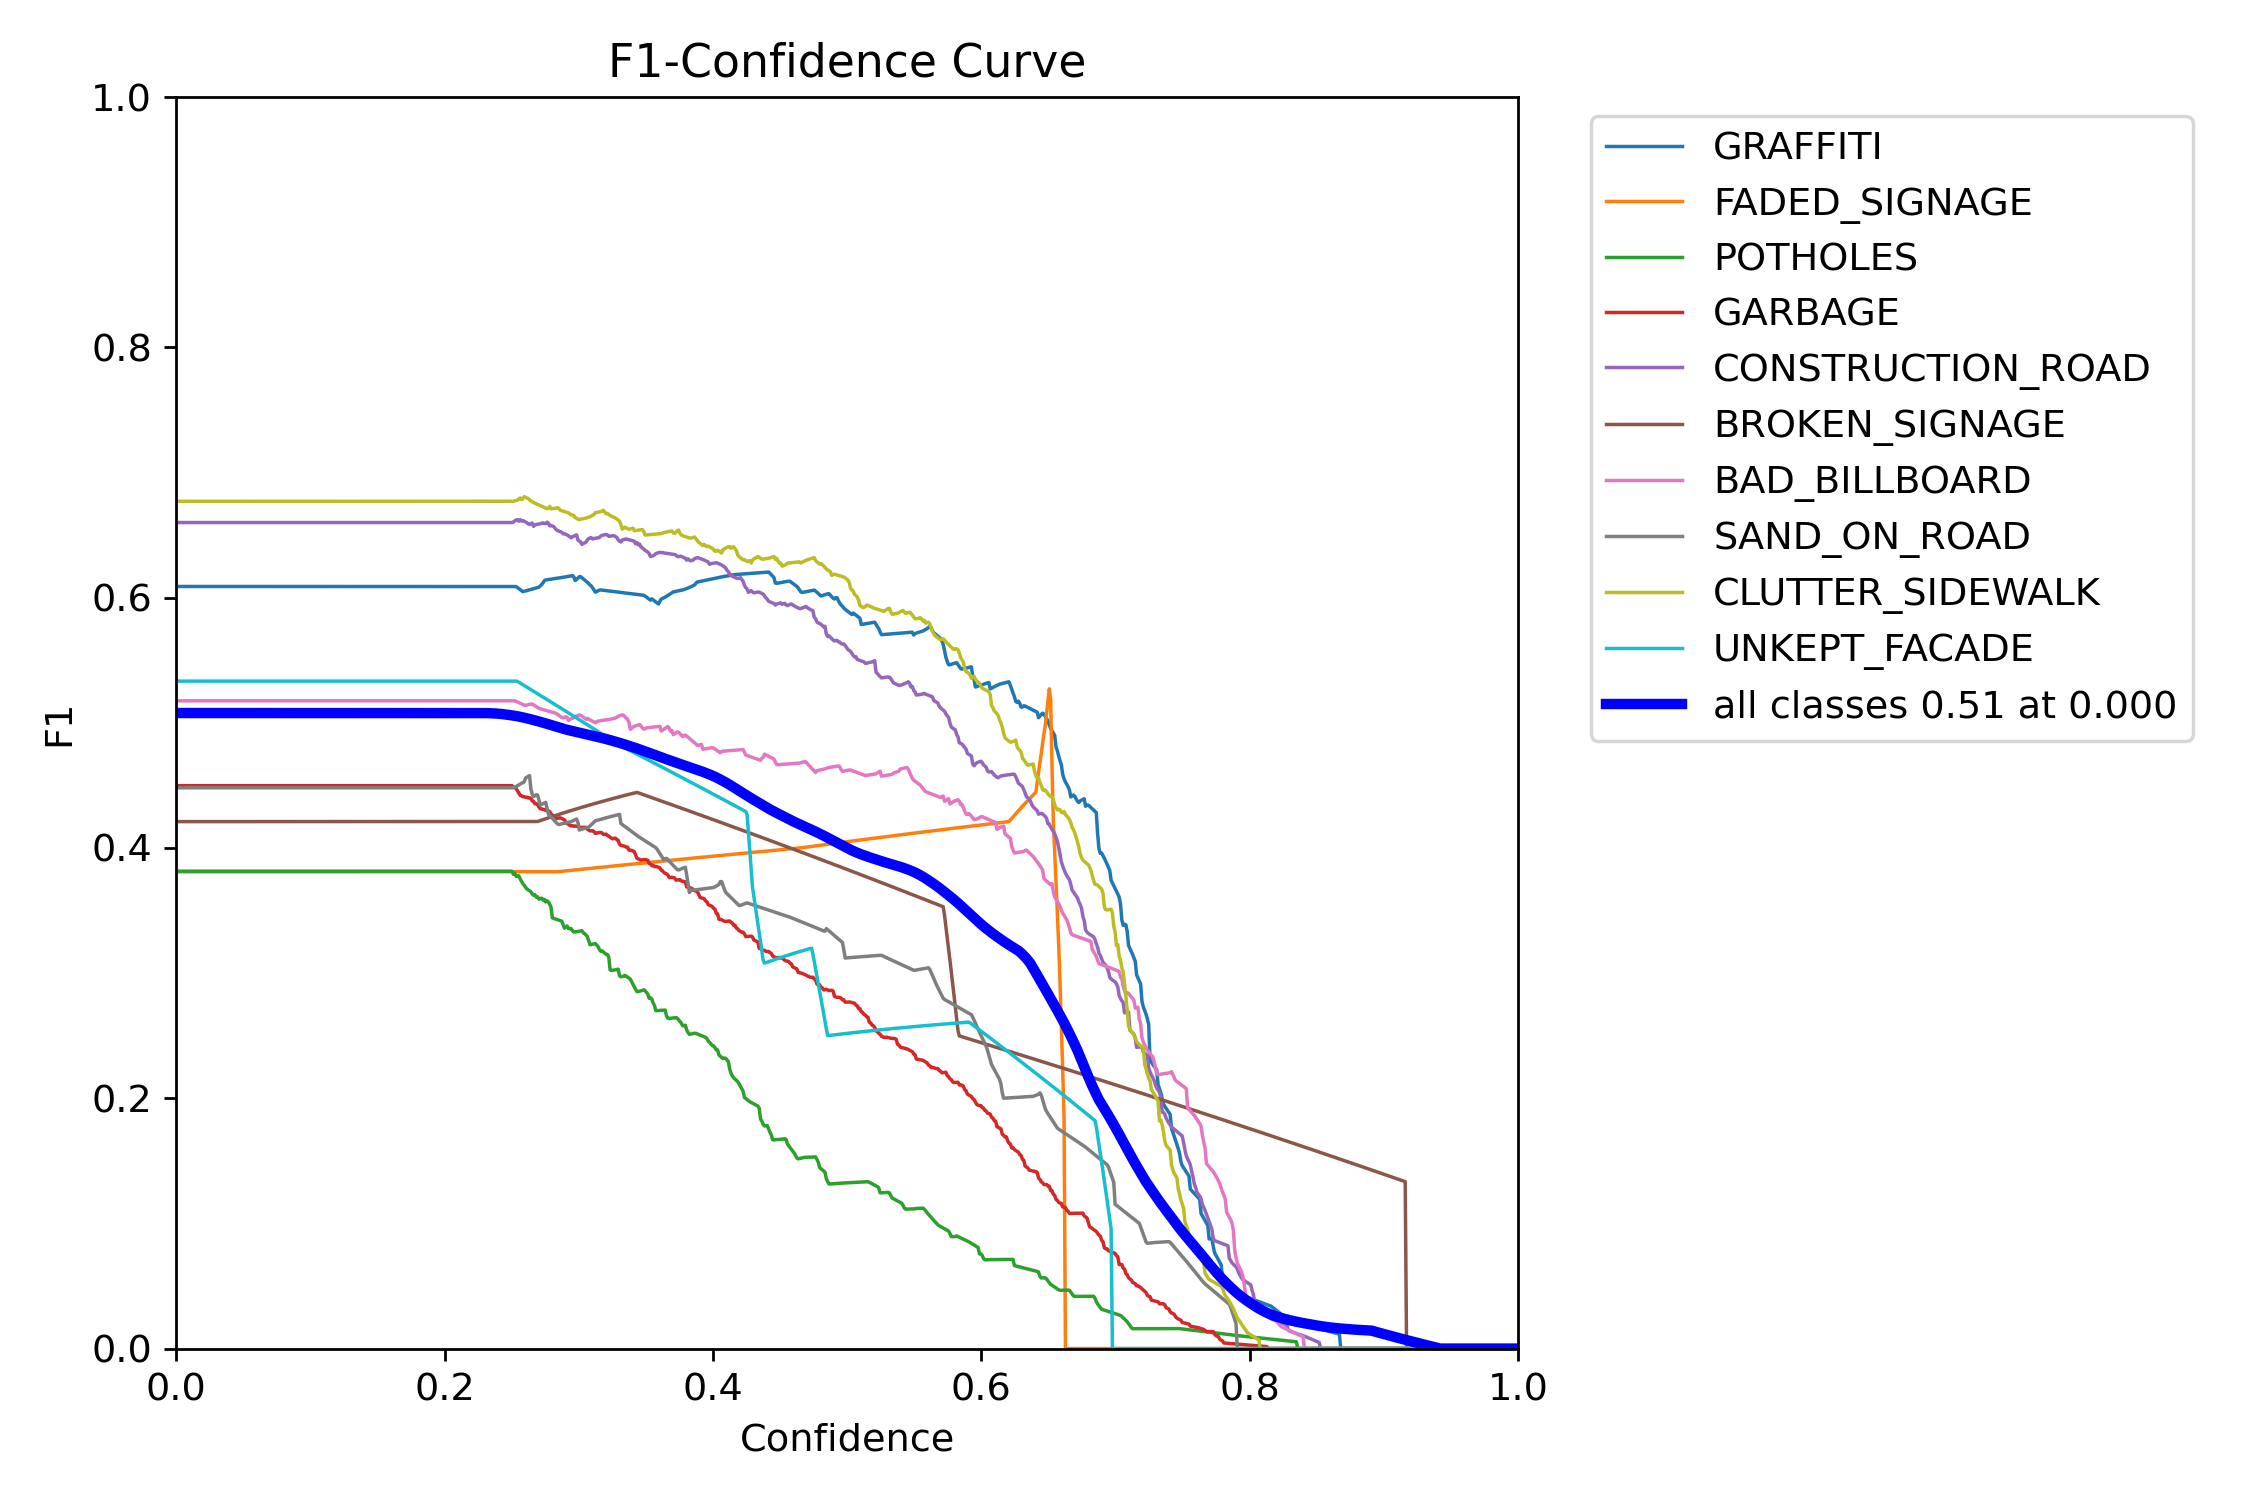 F1-Confidence Curve
1.0
0.8
0.6
0.4
0.2
0.0
F1
0.0 0.2 0.4 0.6 0.8 1.0
Confidence
GRAFFITI
FADED_SIGNAGE
POTHOLES
GARBAGE
CONSTRUCTION_ROAD
BROKEN_SIGNAGE
BAD_BILLBOARD
SAND_ON_ROAD
CLUTTER_SIDEWALK
UNKEPT_FACADE
all classes 0.51 at 0.000